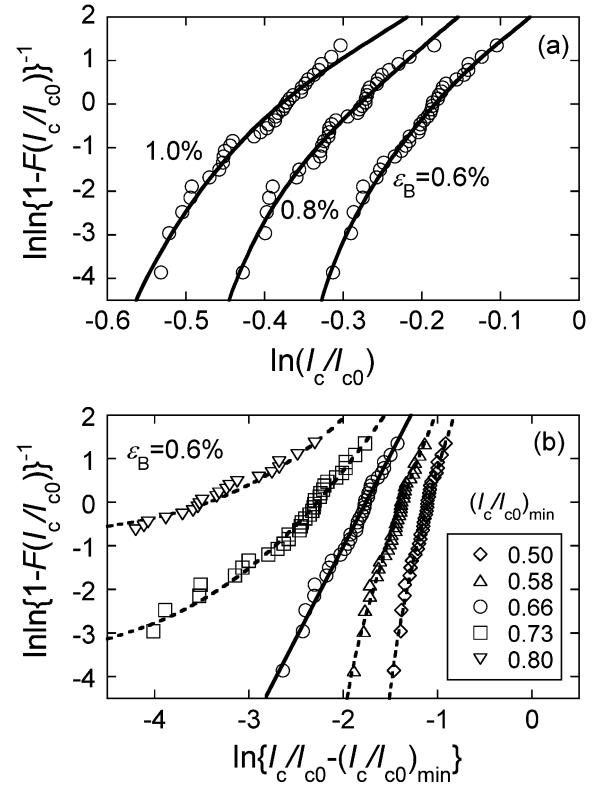 2
1
0
-1
-2
-3
-4
-0.6 -0.5 -0.4 -0.3 -0.2 -0.1 0
lnln{1-F(Ic/Ic0)}⁻¹
ln(Ic/Ic0)
(a)
1.0%
0.8%
εB=0.6%
2
1
0
-1
-2
-3
-4
-4 -3 -2 -1 0
lnln{1-F(Ic/Ic0)}⁻¹
ln{Ic/Ic0-(Ic/Ic0)min}
εB=0.6%
(b)
(Ic/Ic0)min
0.50
0.58
0.66
0.73
0.80